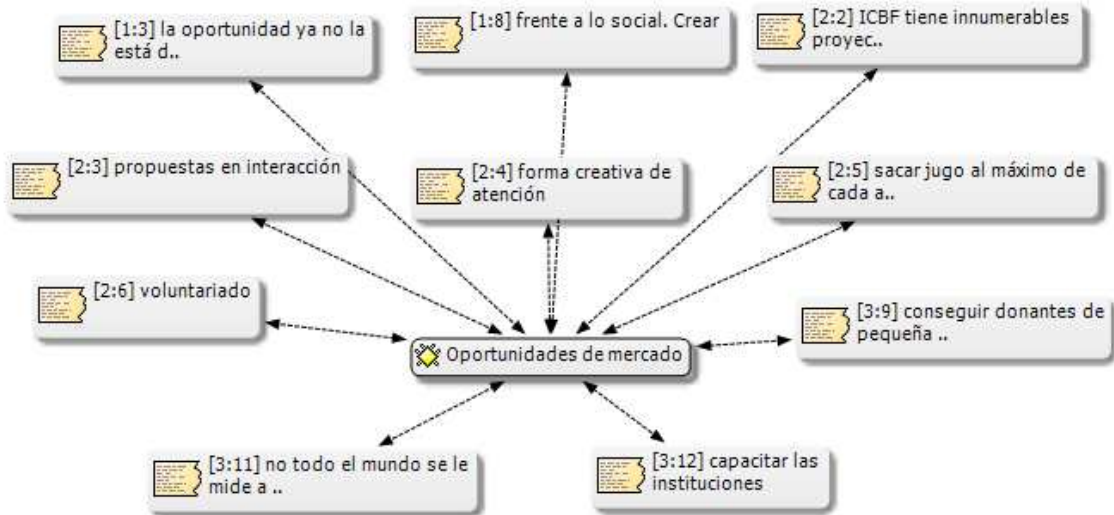 [1:3] la oportunidad ya no la
está d..
[1:8] frente a lo social. Crear
[2:2] ICBF tiene innumerables
proyec..
[2:3] propuestas en interacción
[2:4] forma creativa de
atención
[2:5] sacar jugo al máximo de
cada a..
[2:6] voluntariado
[3:9] conseguir donantes de
pequeña ..
Oportunidades de mercado
[3:11] no todo el mundo se le
mide a ..
[3:12] capacitar las
instituciones